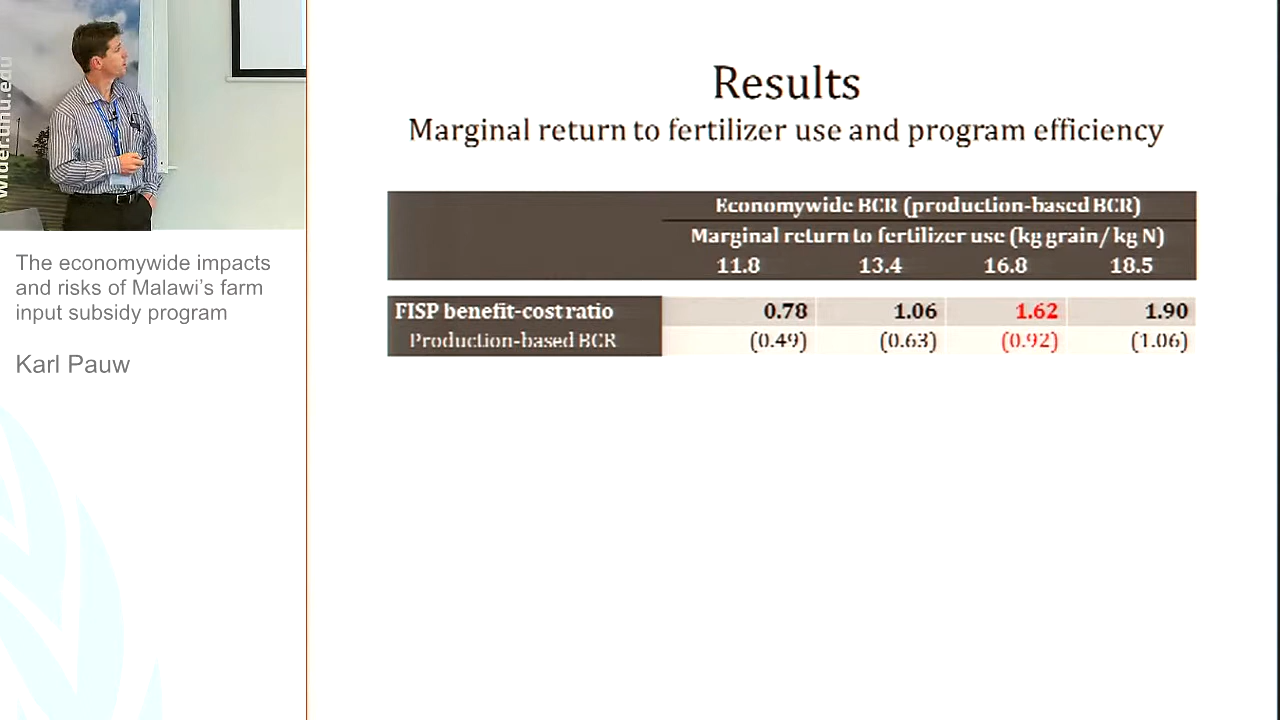 wider.unu.edu
The economywide impacts
and risks of Malawi's farm
input subsidy program
Karl Pauw
Results
Marginal return to fertilizer use and program efficiency
Economywide BCR (production-based BCR)
Marginal return to fertilizer use (kg grain/ kg N)
11.8 13.4 16.8 18.5
FISP benefit-cost ratio 0.78 1.06 1.62 1.90
Production-based BCR (0.49) (0.63) (0.92) (1.06)